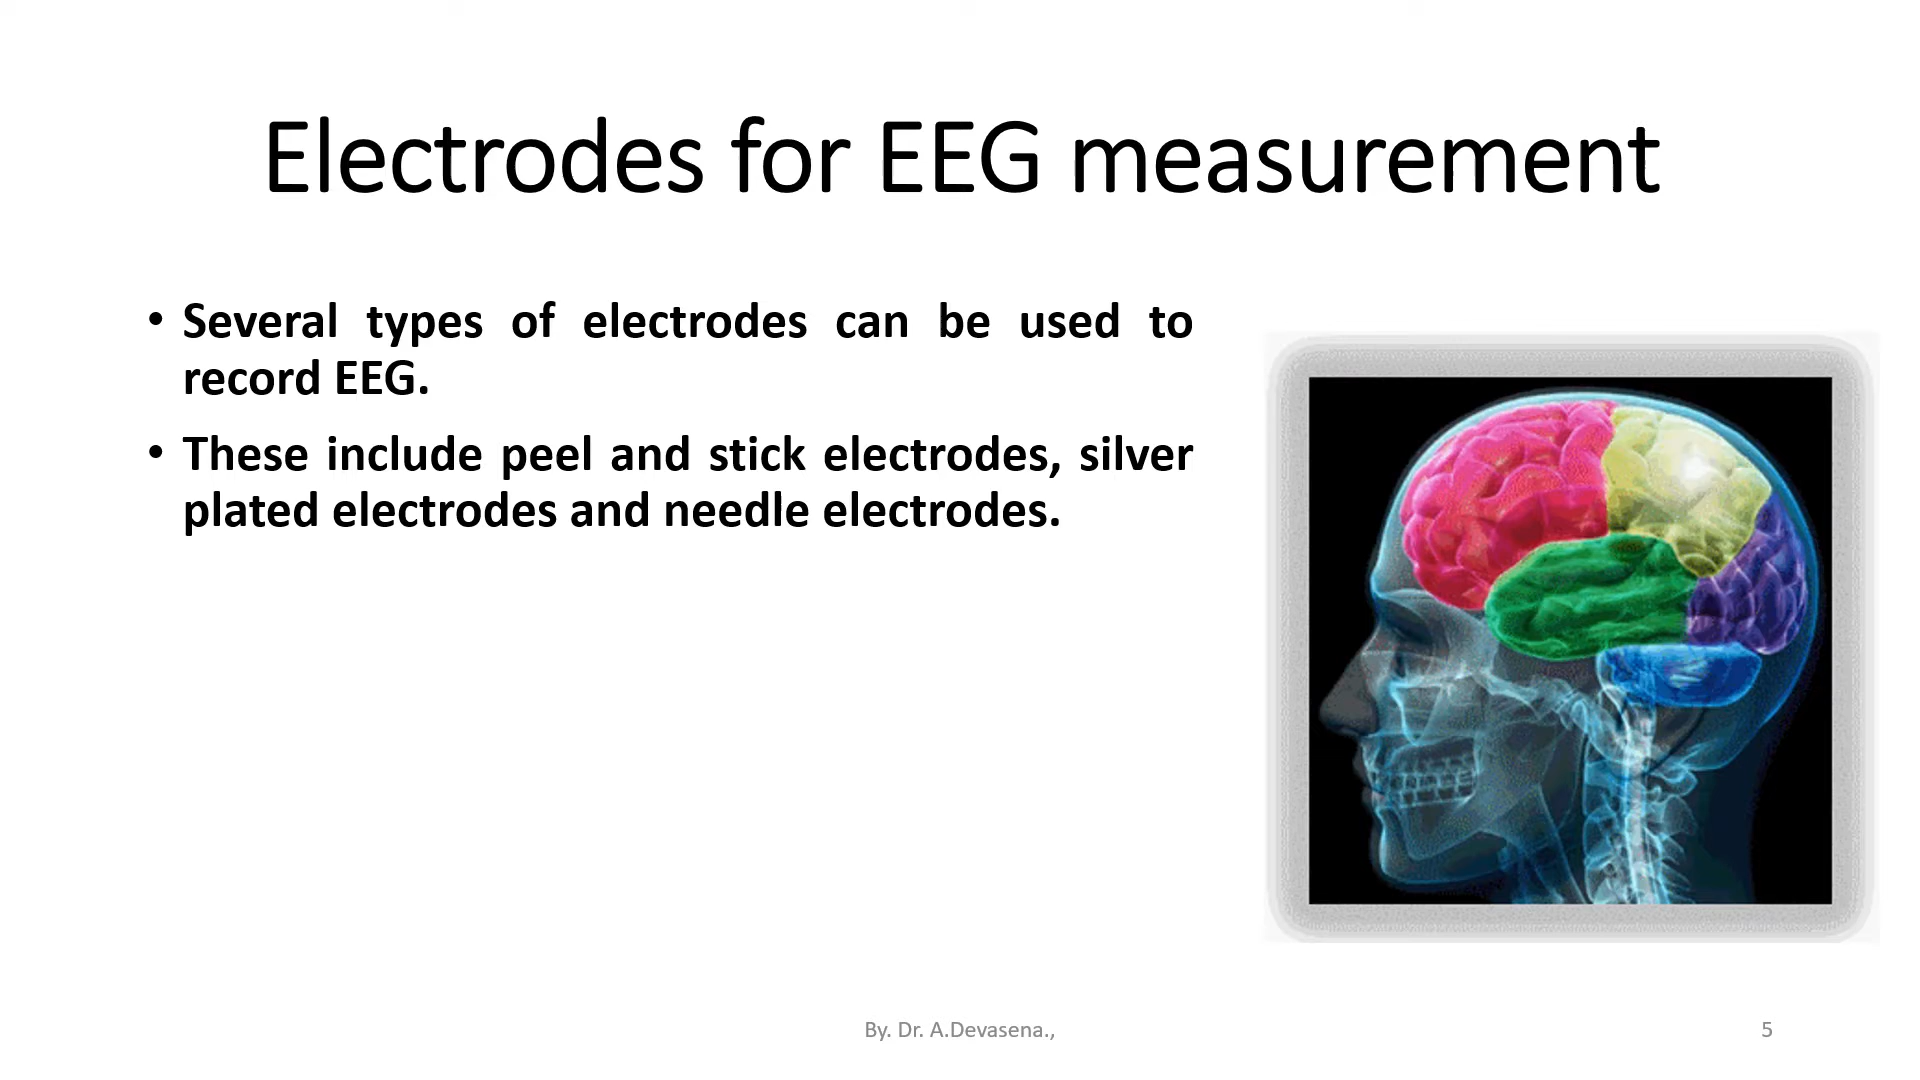 Electrodes for EEG measurement
• Several types of electrodes can be used to
record EEG.
• These include peel and stick electrodes, silver
plated electrodes and needle electrodes.
By. Dr. A.Devasena.,
5